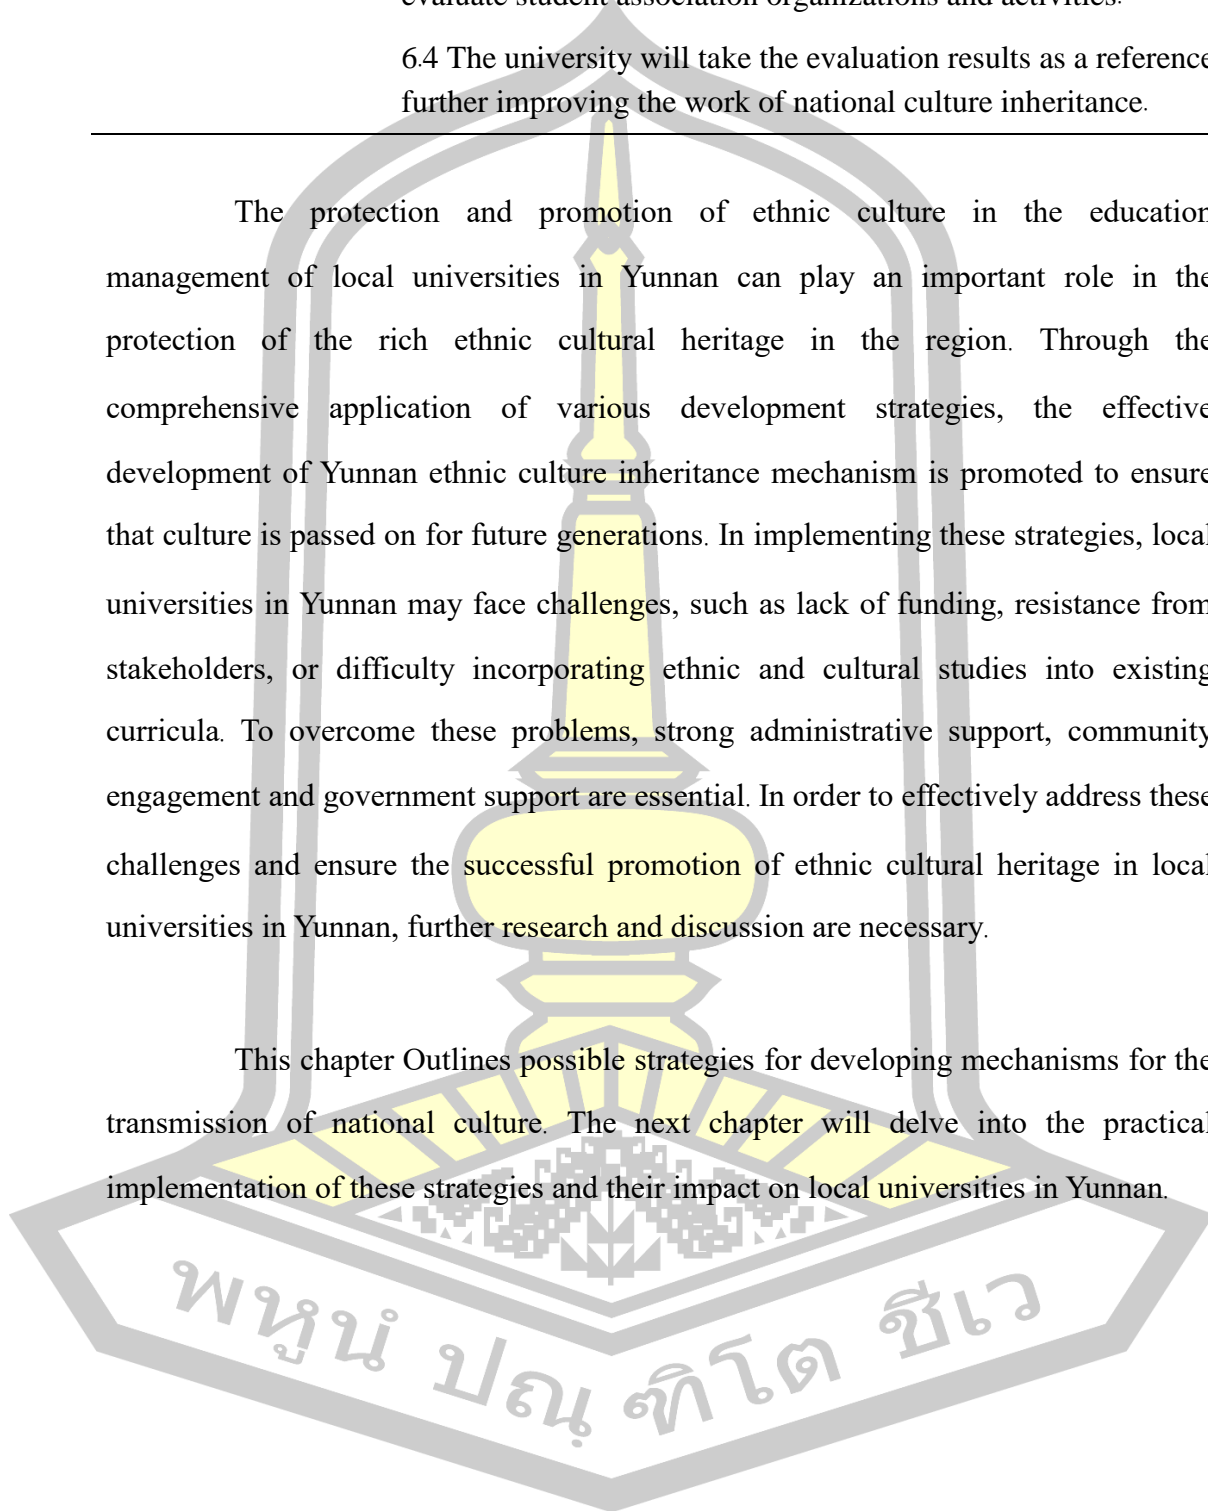 evaluate student association organizations and activities.
6.4 The university will take the evaluation results as a reference
further improving the work of national culture inheritance.
The protection and promotion of ethnic culture in the education
management of local universities in Yunnan can play an important role in the
protection of the rich ethnic cultural heritage in the region. Through the
comprehensive application of various development strategies, the effective
development of Yunnan ethnic culture inheritance mechanism is promoted to ensure
that culture is passed on for future generations. In implementing these strategies, local
universities in Yunnan may face challenges, such as lack of funding, resistance from
stakeholders, or difficulty incorporating ethnic and cultural studies into existing
curricula. To overcome these problems, strong administrative support, community
engagement and government support are essential. In order to effectively address these
challenges and ensure the successful promotion of ethnic cultural heritage in local
universities in Yunnan, further research and discussion are necessary.
This chapter Outlines possible strategies for developing mechanisms for the
transmission of national culture. The next chapter will delve into the practical
implementation of these strategies and their impact on local universities in Yunnan.
พหูนํ ปณฺฑิโต ชีเว